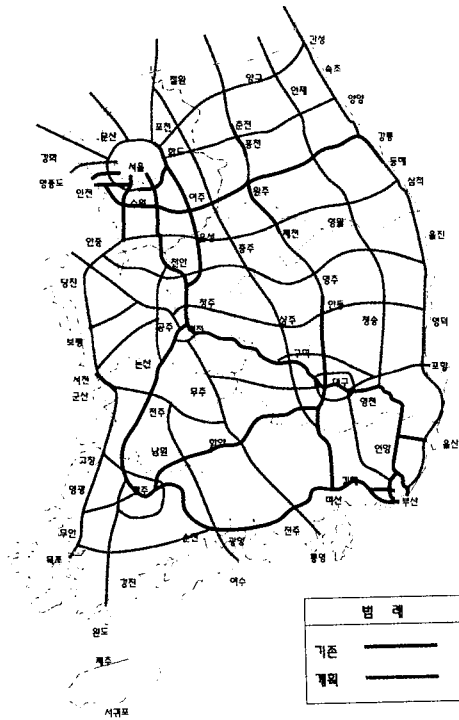 간성
속초
철원
양구
인제
양양
포천
춘천
홍천
문산
강릉
동해
강화
서울
삼척
영종도
인천
수원
여주
원주
울진
안중
음성
충주
제천
영월
천안
당진
영주
청주
안동
영덕
공주
상주
청송
보령
구미
포항
논산
대구
서천
무주
영천
군산
전주
울산
언양
남원
함양
고창
김해
영광
광주
마산
부산
무안
순천
광양
진주
목포
통영
강진
여수
완도
제주
서귀포
범 례
기존
계획